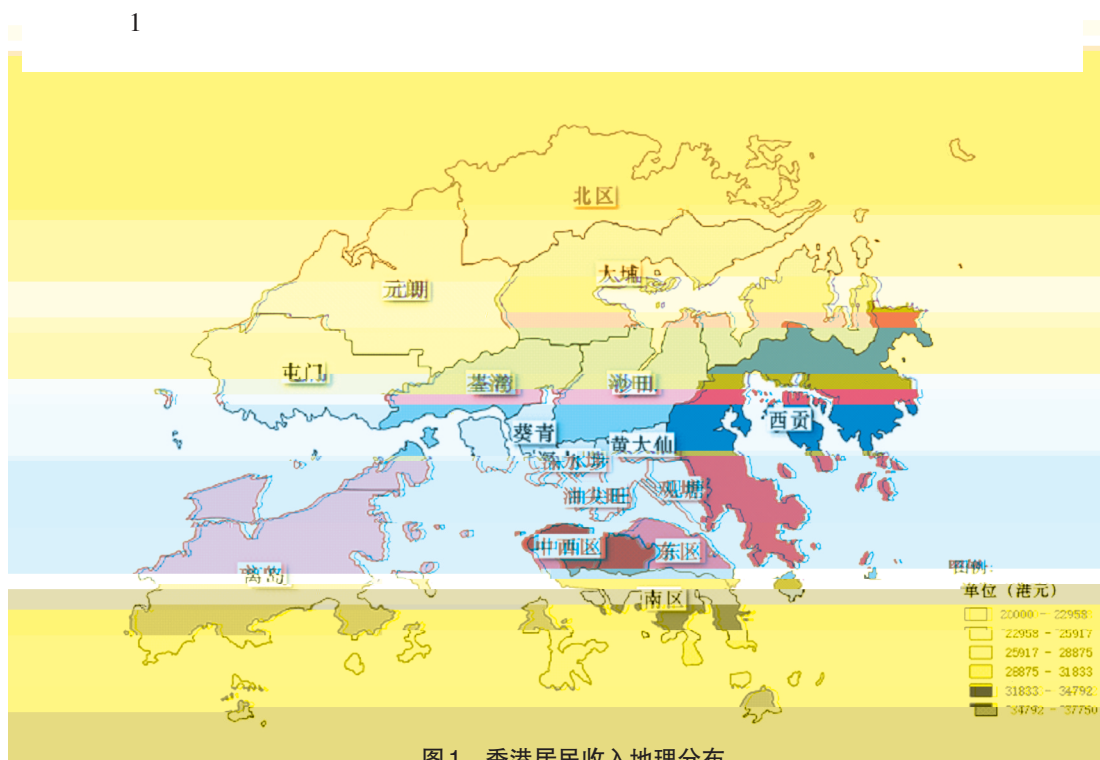 1
北区
大埔
元朗
屯门
荃湾
沙田
西贡
葵青
黄大仙
深水埗
油尖旺
观塘
中西区
东区
离岛
南区
图例:
单位（港元）
20000 - 22958
22958 - 25917
25917 - 28875
28875 - 31833
31833 - 34792
34792 - 37750
图1 香港居民收入地理分布